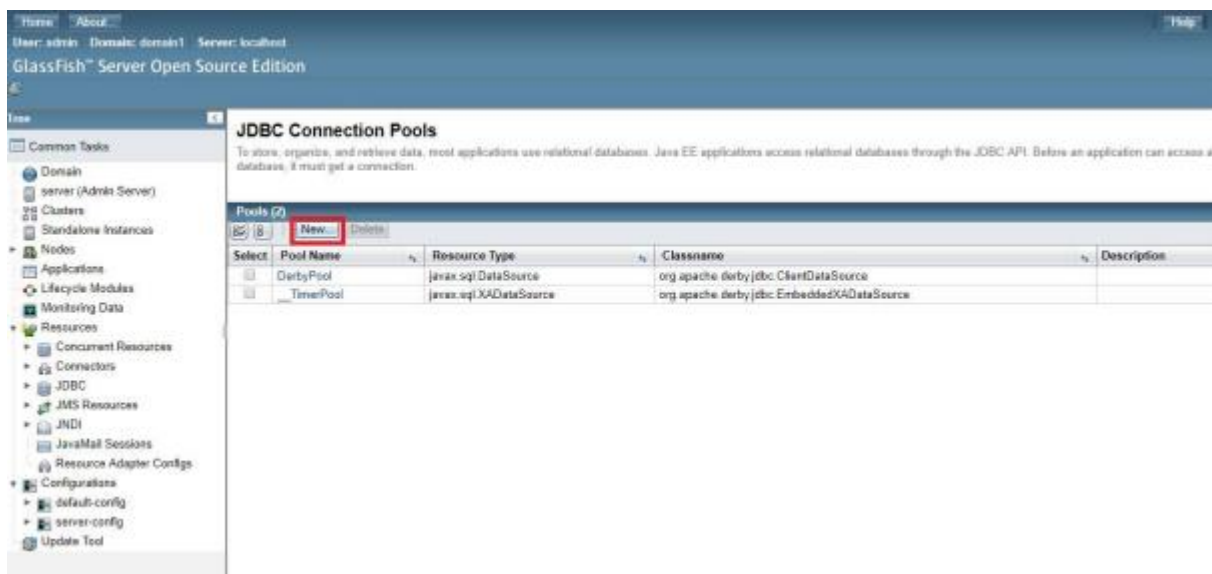 Home About...
Help
User: admin Domain: domain1 Server: localhost
GlassFish™ Server Open Source Edition
Tree
Common Tasks
Domain
server (Admin Server)
Clusters
Standalone Instances
Nodes
Applications
Lifecycle Modules
Monitoring Data
Resources
Concurrent Resources
Connectors
JDBC
JMS Resources
JNDI
JavaMail Sessions
Resource Adapter Configs
Configurations
default-config
server-config
Update Tool
JDBC Connection Pools
To store, organize, and retrieve data, most applications use relational databases. Java EE applications access relational databases through the JDBC API. Before an application can access a
database, it must get a connection.
Pools (2)
New... Delete
Select Pool Name Resource Type Classname Description
DerbyPool javax.sql.DataSource org.apache.derby.jdbc.ClientDataSource
__TimerPool javax.sql.XADataSource org.apache.derby.jdbc.EmbeddedXADataSource